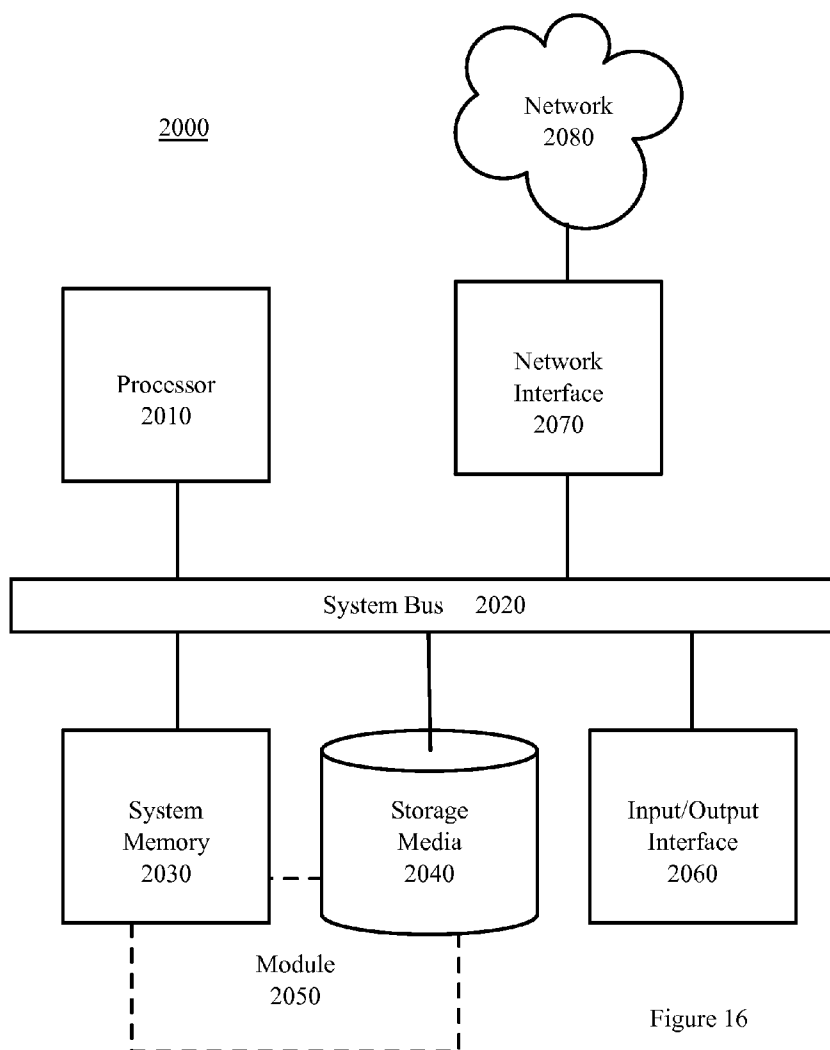 Network
2080
2000
Processor
2010
Network
Interface
2070
System Bus 2020
System
Memory
2030
Storage
Media
2040
Input/Output
Interface
2060
Module
2050
Figure 16